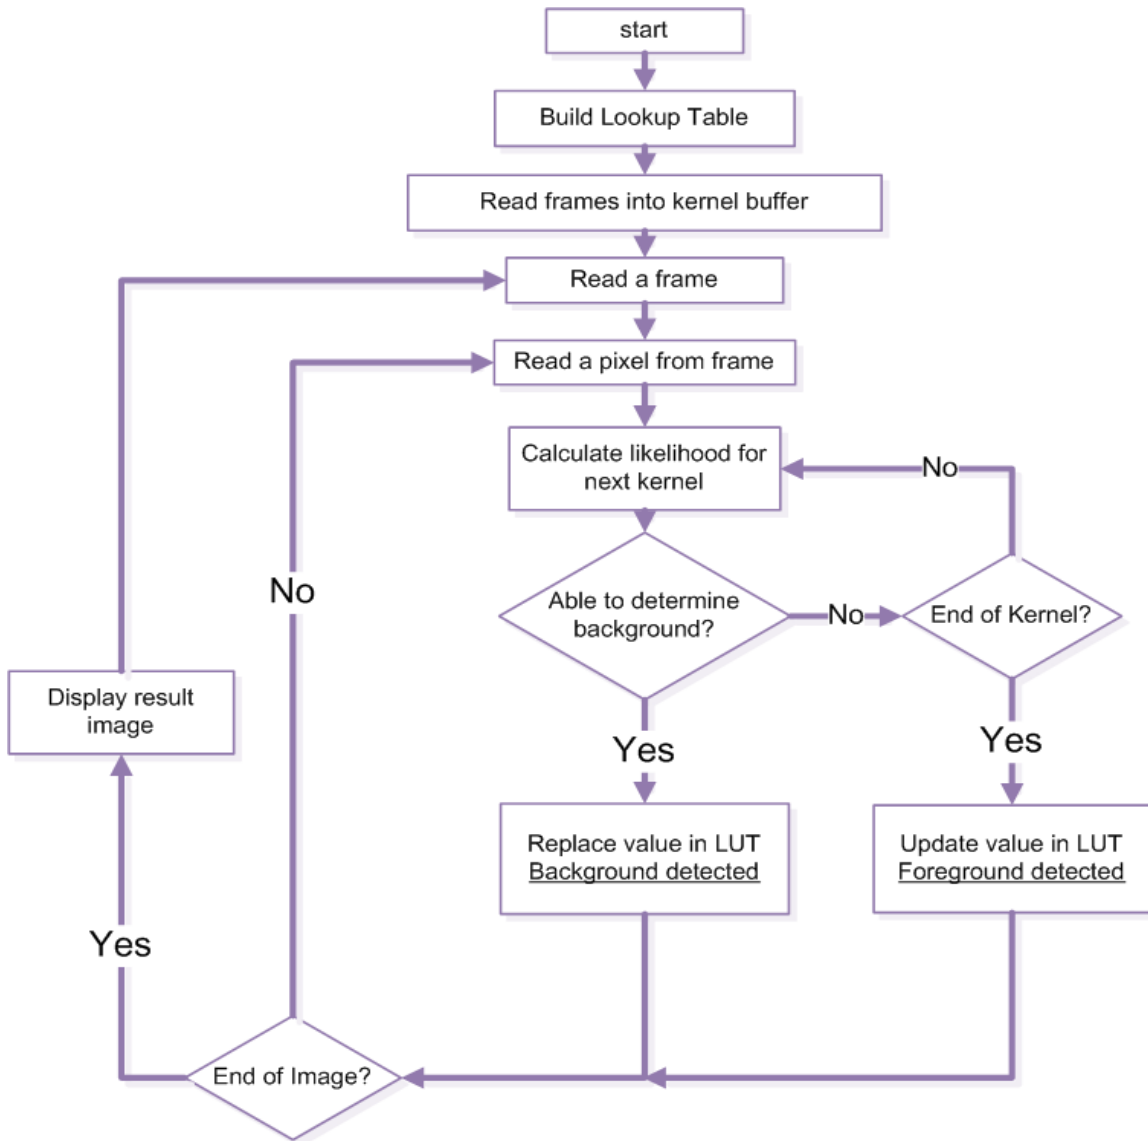 start
Build Lookup Table
Read frames into kernel buffer
Read a frame
Read a pixel from frame
Calculate likelihood for
next kernel
No
Able to determine
background?
No
End of Kernel?
No
Display result
image
Yes
Yes
Replace value in LUT
Background detected
Update value in LUT
Foreground detected
Yes
End of Image?